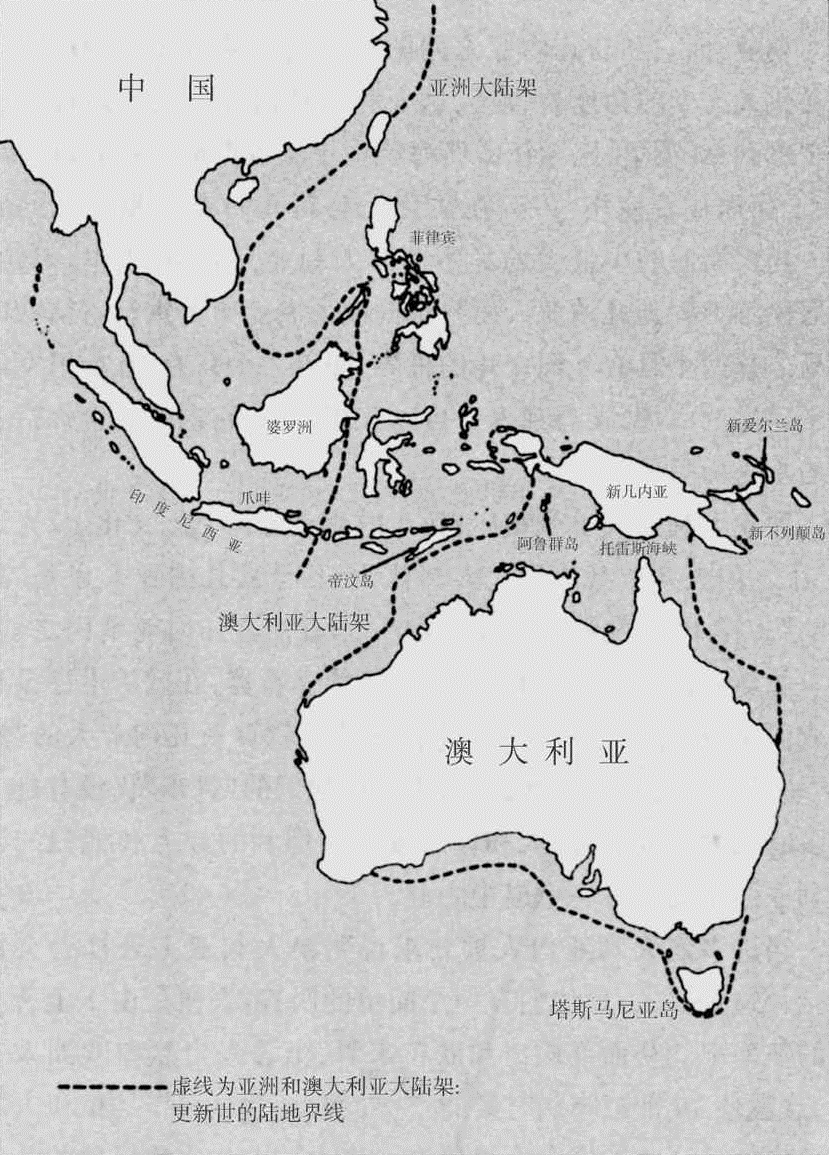 中 国
亚洲大陆架
菲律宾
婆罗洲
新爱尔兰岛
新几内亚
爪哇
印度尼西亚
新不列颠岛
阿鲁群岛
托雷斯海峡
帝汶岛
澳大利亚大陆架
澳 大 利 亚
塔斯马尼亚岛
虚线为亚洲和澳大利亚大陆架:
更新世的陆地界线